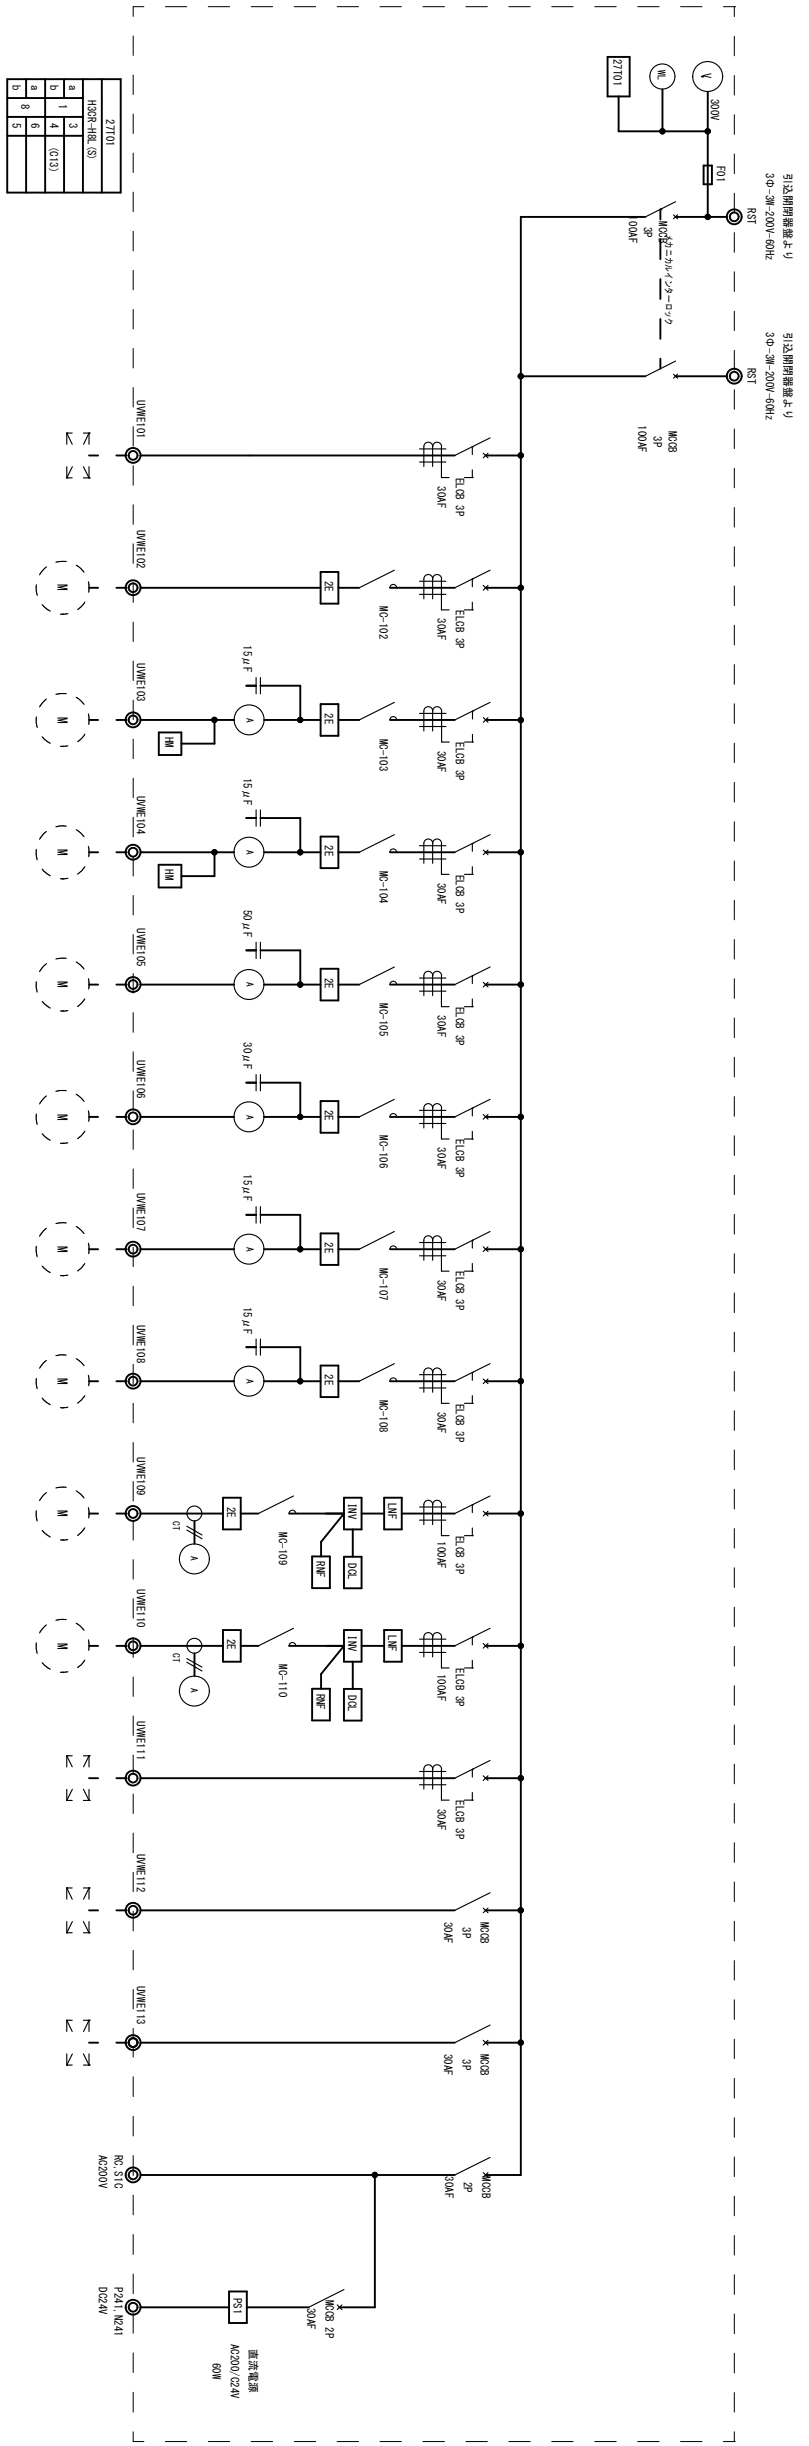 引込開閉器盤より
3Φ-3W-200V-60Hz
RST
引込開閉器盤より
3Φ-3W-200V-60Hz
RST
V
300V
WL
27T01
F01
MCCB
3P
100AF
メカニカルインターロック
MCCB
3P
100AF
27T01
H3CR-H8L (S)
a
1
3
b
4
(C13)
a
8
6
b
5
ELCB 3P
30AF
UVWE101
ELCB 3P
30AF
MC-102
2E
UVWE102
M
ELCB 3P
30AF
MC-103
2E
15μF
A
HM
UVWE103
M
ELCB 3P
30AF
MC-104
2E
15μF
A
HM
UVWE104
M
ELCB 3P
30AF
MC-105
2E
50μF
A
UVWE105
M
ELCB 3P
30AF
MC-106
2E
30μF
A
UVWE106
M
ELCB 3P
30AF
MC-107
2E
15μF
A
UVWE107
M
ELCB 3P
30AF
MC-108
2E
15μF
A
UVWE108
M
ELCB 3P
100AF
LNF
INV
DCL
RNF
MC-109
2E
CT
A
UVWE109
M
ELCB 3P
100AF
LNF
INV
DCL
RNF
MC-110
2E
CT
A
UVWE110
M
ELCB 3P
30AF
UVWE111
MCCB
3P
30AF
UVWE112
MCCB
3P
30AF
UVWE113
MCCB
2P
30AF
RC,S1C
AC200V
MCCB 2P
30AF
PS1
直流電源
AC200/C24V
60W
P241,N241
DC24V